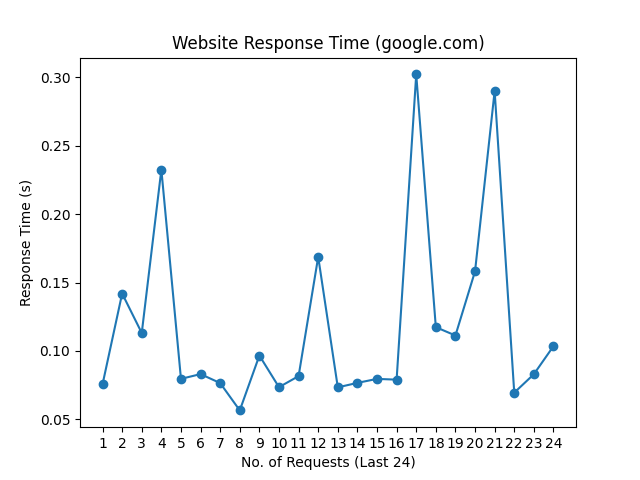 Website Response Time (google.com)
0.30
0.25
0.20
0.15
0.10
0.05
Response Time (s)
1 2 3 4 5 6 7 8 9 10 11 12 13 14 15 16 17 18 19 20 21 22 23 24
No. of Requests (Last 24)